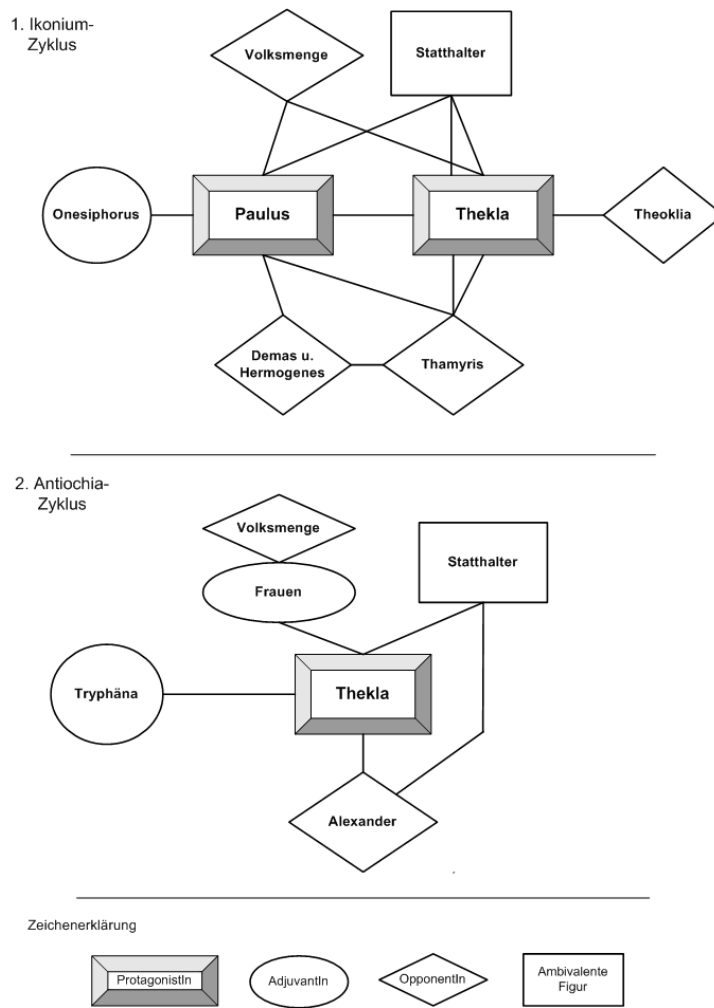 1. Ikonium-
Zyklus
Volksmenge
Statthalter
Onesiphorus
Paulus
Thekla
Theoklia
Demas u.
Hermogenes
Thamyris
2. Antiochia-
Zyklus
Volksmenge
Frauen
Statthalter
Tryphäna
Thekla
Alexander
Zeichenerklärung
ProtagonistIn
AdjuvantIn
OpponentIn
Ambivalente
Figur